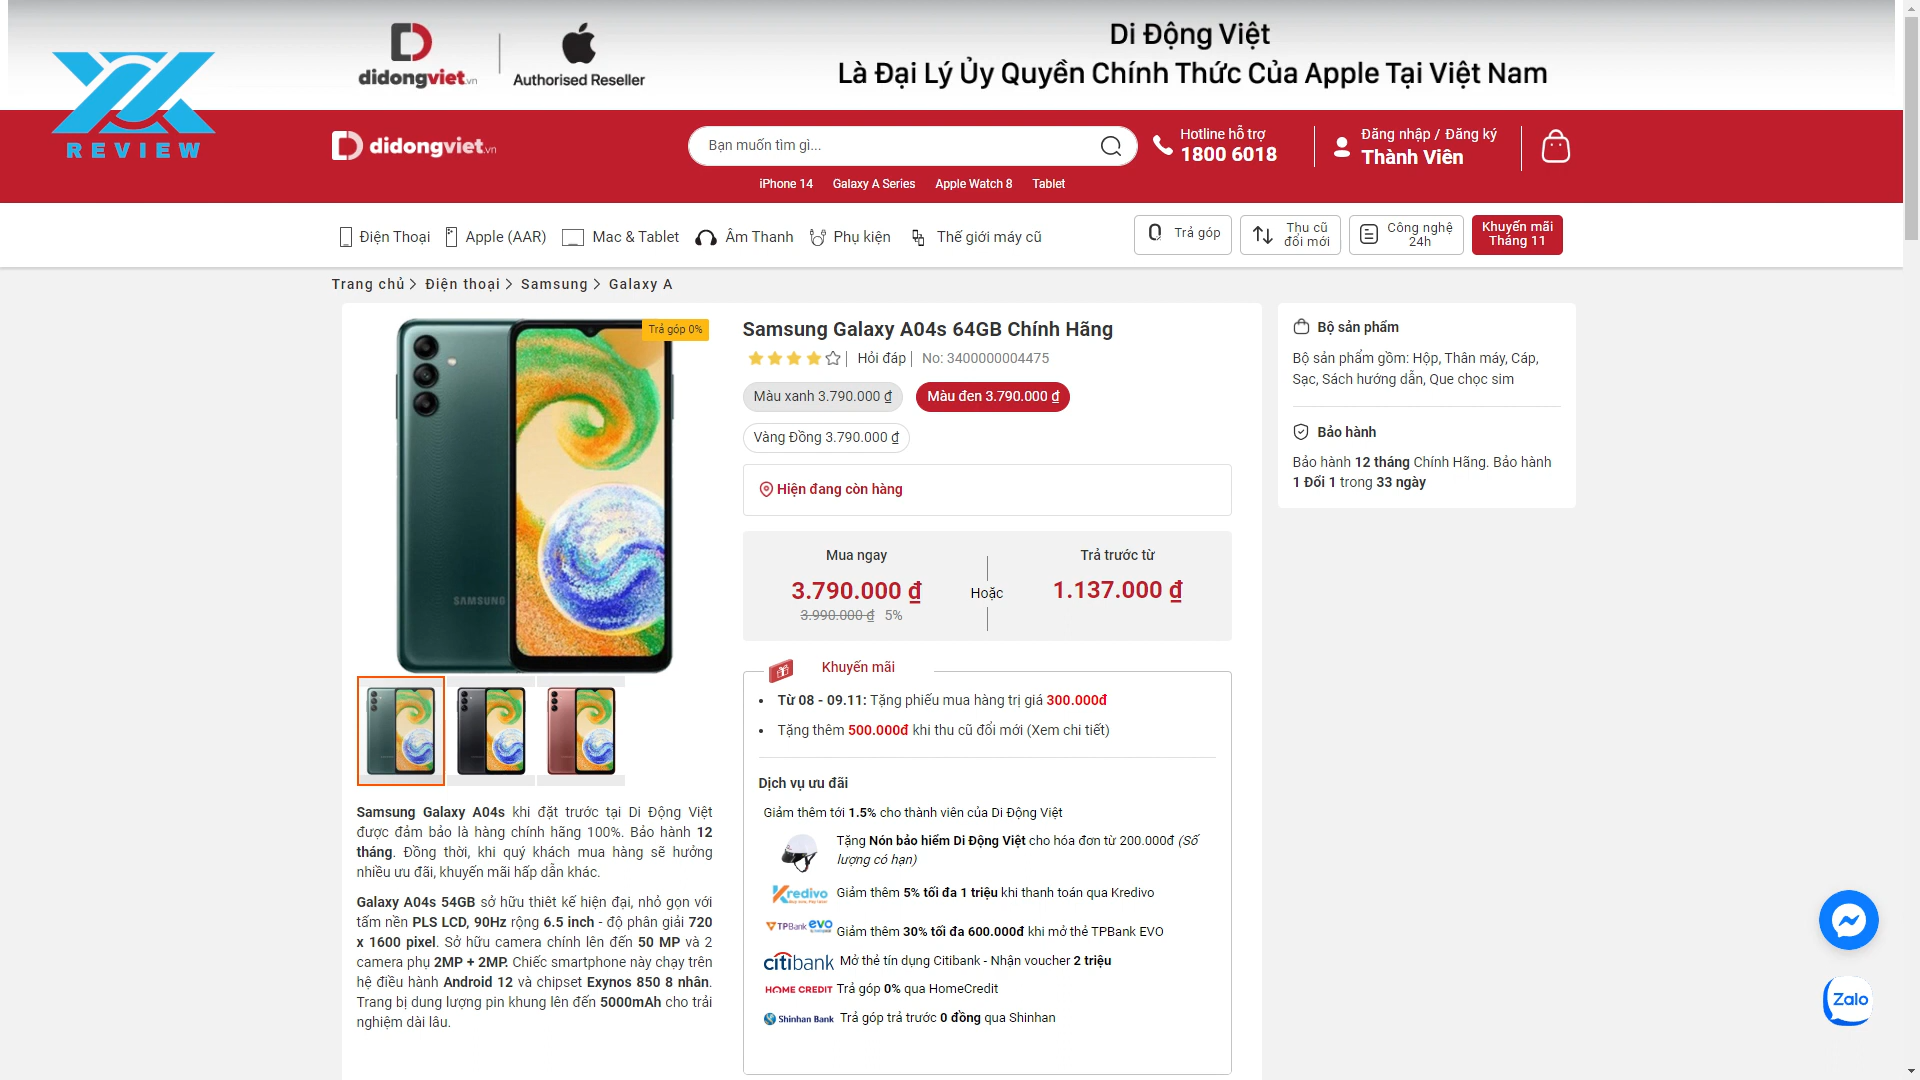 didongviet.vn
Authorised Reseller
Di Động Việt
Là Đại Lý Ủy Quyền Chính Thức Của Apple Tại Việt Nam
REVIEW
didongviet.vn
Bạn muốn tìm gì...
Hotline hỗ trợ
1800 6018
Đăng nhập / Đăng ký
Thành Viên
iPhone 14 Galaxy A Series Apple Watch 8 Tablet
Điện Thoại Apple (AAR) Mac & Tablet Âm Thanh Phụ kiện Thế giới máy cũ
Trả góp
Thu cũ
đổi mới
Công nghệ
24h
Khuyến mãi
Tháng 11
Trang chủ > Điện thoại > Samsung > Galaxy A
Trả góp 0%
SAMSUNG
Samsung Galaxy A04s khi đặt trước tại Di Động Việt
được đảm bảo là hàng chính hãng 100%. Bảo hành 12
tháng. Đồng thời, khi quý khách mua hàng sẽ hưởng
nhiều ưu đãi, khuyến mãi hấp dẫn khác.
Galaxy A04s 54GB sở hữu thiết kế hiện đại, nhỏ gọn với
tấm nền PLS LCD, 90Hz rộng 6.5 inch - độ phân giải 720
x 1600 pixel. Sở hữu camera chính lên đến 50 MP và 2
camera phụ 2MP + 2MP. Chiếc smartphone này chạy trên
hệ điều hành Android 12 và chipset Exynos 850 8 nhân.
Trang bị dung lượng pin khung lên đến 5000mAh cho trải
nghiệm dài lâu.
Samsung Galaxy A04s 64GB Chính Hãng
| Hỏi đáp | No: 3400000004475
Màu xanh 3.790.000 ₫ Màu đen 3.790.000 ₫
Vàng Đồng 3.790.000 ₫
Hiện đang còn hàng
Mua ngay
3.790.000 ₫
3.990.000 ₫ 5%
Hoặc
Trả trước từ
1.137.000 ₫
Khuyến mãi
• Từ 08 - 09.11: Tặng phiếu mua hàng trị giá 300.000đ
• Tặng thêm 500.000đ khi thu cũ đổi mới (Xem chi tiết)
Dịch vụ ưu đãi
Giảm thêm tới 1.5% cho thành viên của Di Động Việt
Tặng Nón bảo hiểm Di Động Việt cho hóa đơn từ 200.000đ (Số
lượng có hạn)
Kredivo Giảm thêm 5% tối đa 1 triệu khi thanh toán qua Kredivo
TPBank EVO Giảm thêm 30% tối đa 600.000đ khi mở thẻ TPBank EVO
citibank Mở thẻ tín dụng Citibank - Nhận voucher 2 triệu
HOME CREDIT Trả góp 0% qua HomeCredit
Shinhan Bank Trả góp trả trước 0 đồng qua Shinhan
Bộ sản phẩm
Bộ sản phẩm gồm: Hộp, Thân máy, Cáp,
Sạc, Sách hướng dẫn, Que chọc sim
Bảo hành
Bảo hành 12 tháng Chính Hãng. Bảo hành
1 Đổi 1 trong 33 ngày
Zalo